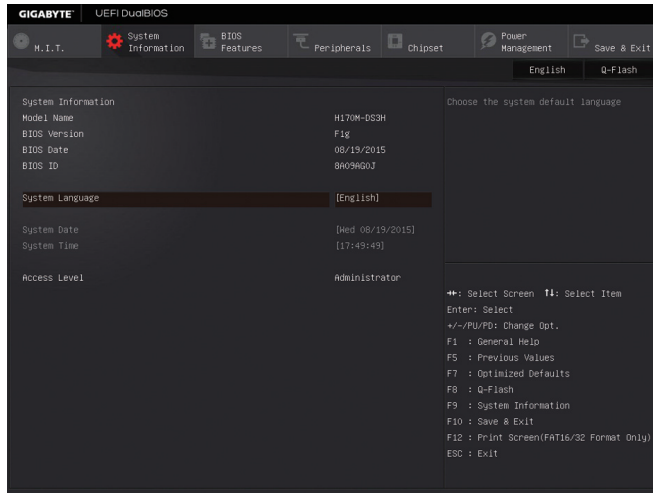 GIGABYTE™ UEFI DualBIOS
M.I.T. System Information BIOS Features Peripherals Chipset Power Management Save & Exit
English Q-Flash
System Information
Model Name H170M-DS3H
BIOS Version F1g
BIOS Date 08/19/2015
BIOS ID 8A09AG0J
System Language [English]
System Date [Wed 08/19/2015]
System Time [17:49:49]
Access Level Administrator
Choose the system default language
→←: Select Screen ↑↓: Select Item
Enter: Select
+/-/PU/PD: Change Opt.
F1 : General Help
F5 : Previous Values
F7 : Optimized Defaults
F8 : Q-Flash
F9 : System Information
F10 : Save & Exit
F12 : Print Screen(FAT16/32 Format Only)
ESC : Exit